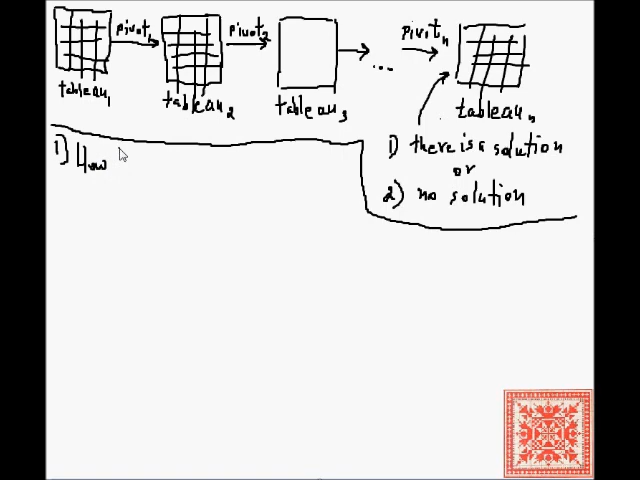 pivot₁ pivot₂ ... pivotₙ
tableau₁ tableau₂ tableau₃ tableauₙ
1) there is a solution
or
2) no solution
1) How